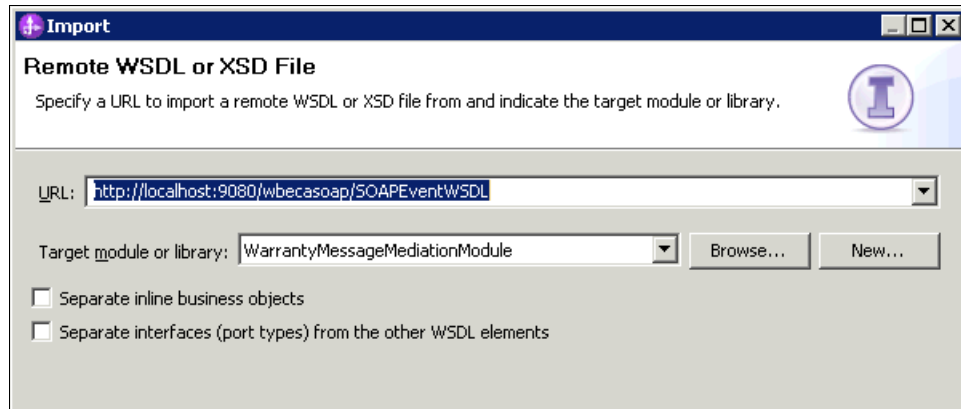 Import
Remote WSDL or XSD File
Specify a URL to import a remote WSDL or XSD file from and indicate the target module or library.
URL: http://localhost:9080/wbecasoap/SOAPEventWSDL
Target module or library: WarrantyMessageMediationModule Browse... New...
Separate inline business objects
Separate interfaces (port types) from the other WSDL elements